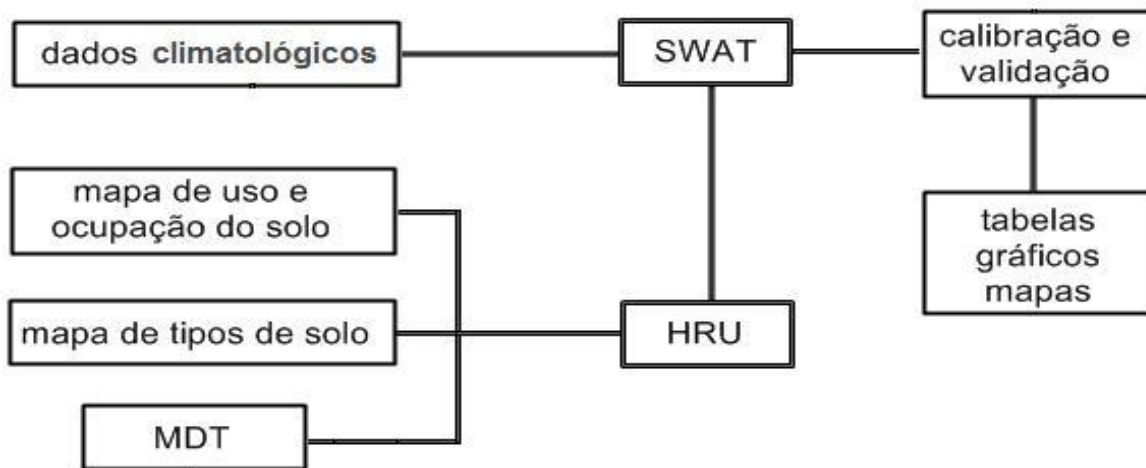 dados climatológicos
SWAT
calibração e
validação
mapa de uso e
ocupação do solo
tabelas
gráficos
mapas
mapa de tipos de solo
HRU
MDT